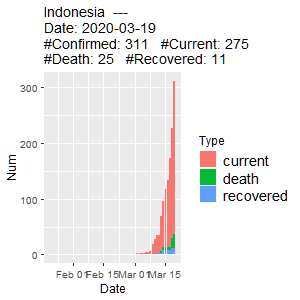 Indonesia  ---
Date: 2020-03-19
#Confirmed: 311   #Current: 275
#Death: 25   #Recovered: 11
300
200
100
0
Num
Feb 01
Feb 15
Mar 01
Mar 15
Date
Type
current
death
recovered